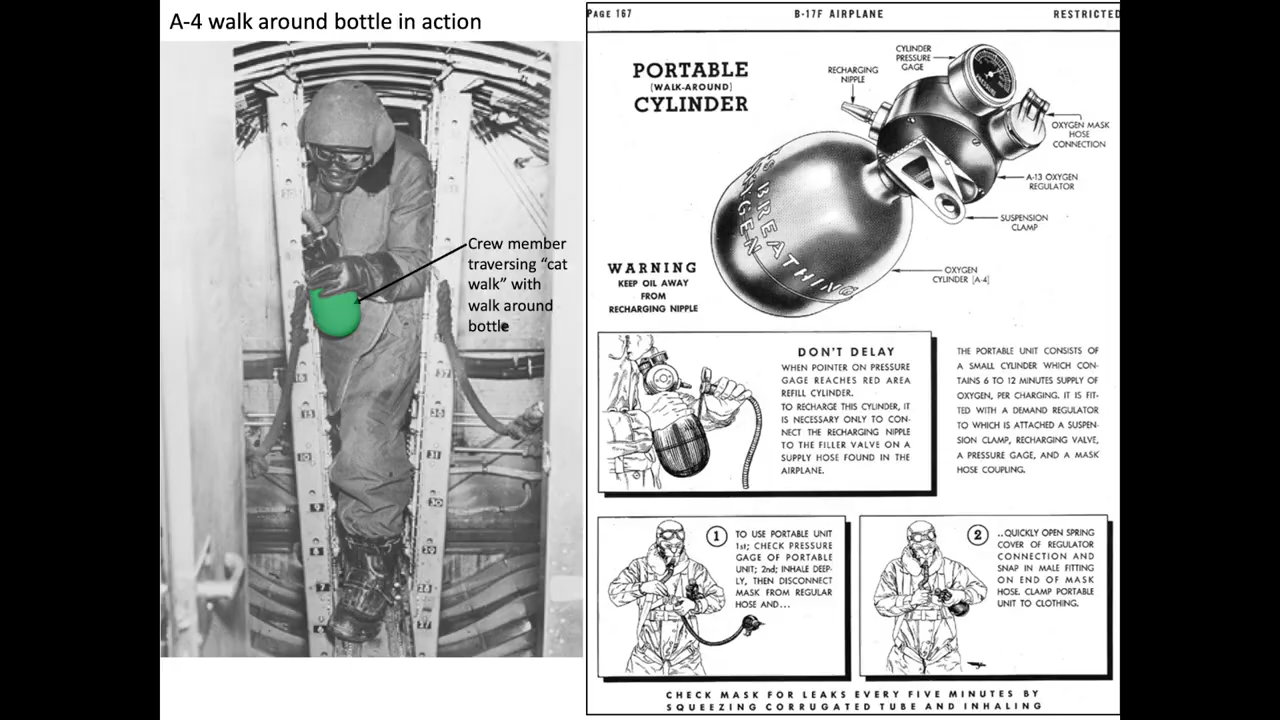 A-4 walk around bottle in action
Crew member
traversing “cat
walk” with
walk around
bottle
PAGE 167
B-17F AIRPLANE
RESTRICTED
PORTABLE
(WALK-AROUND)
CYLINDER
CYLINDER
PRESSURE
GAGE
RECHARGING
NIPPLE
OXYGEN MASK
HOSE
CONNECTION
A-13 OXYGEN
REGULATOR
SUSPENSION
CLAMP
OXYGEN
CYLINDER [A-4]
BREATHING
WARNING
KEEP OIL AWAY
FROM
RECHARGING NIPPLE
DON'T DELAY
WHEN POINTER ON PRESSURE
GAGE REACHES RED AREA
REFILL CYLINDER.
TO RECHARGE THIS CYLINDER, IT
IS NECESSARY ONLY TO CON-
NECT THE RECHARGING NIPPLE
TO THE FILLER VALVE ON A
SUPPLY HOSE FOUND IN THE
AIRPLANE.
THE PORTABLE UNIT CONSISTS OF
A SMALL CYLINDER WHICH CON-
TAINS 6 TO 12 MINUTES SUPPLY OF
OXYGEN, PER CHARGING. IT IS FIT-
TED WITH A DEMAND REGULATOR
TO WHICH IS ATTACHED A SUSPEN-
SION CLAMP, RECHARGING VALVE,
A PRESSURE GAGE, AND A MASK
HOSE COUPLING.
1
TO USE PORTABLE UNIT
1st; CHECK PRESSURE
GAGE OF PORTABLE
UNIT; 2nd; INHALE DEEP-
LY, THEN DISCONNECT
MASK FROM REGULAR
HOSE AND...
2
..QUICKLY OPEN SPRING
COVER OF REGULATOR
CONNECTION AND
SNAP IN MALE FITTING
ON END OF MASK
HOSE. CLAMP PORTABLE
UNIT TO CLOTHING.
CHECK MASK FOR LEAKS EVERY FIVE MINUTES BY
SQUEEZING CORRUGATED TUBE AND INHALING